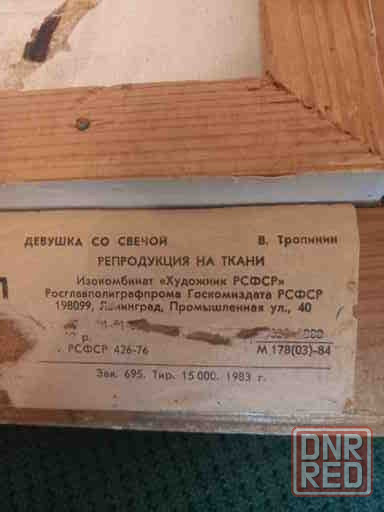 ДЕВУШКА СО СВЕЧОЙ В. Тропинин
РЕПРОДУКЦИЯ НА ТКАНИ
Изокомбинат «Художник РСФСР»
Росглавполиграфпрома Госкомиздата РСФСР
198099, Ленинград, Промышленная ул., 40
р.
РСФСР 426-76 М 178(03)-84
Зак. 695. Тир. 15 000. 1983 г.
DNR
RED